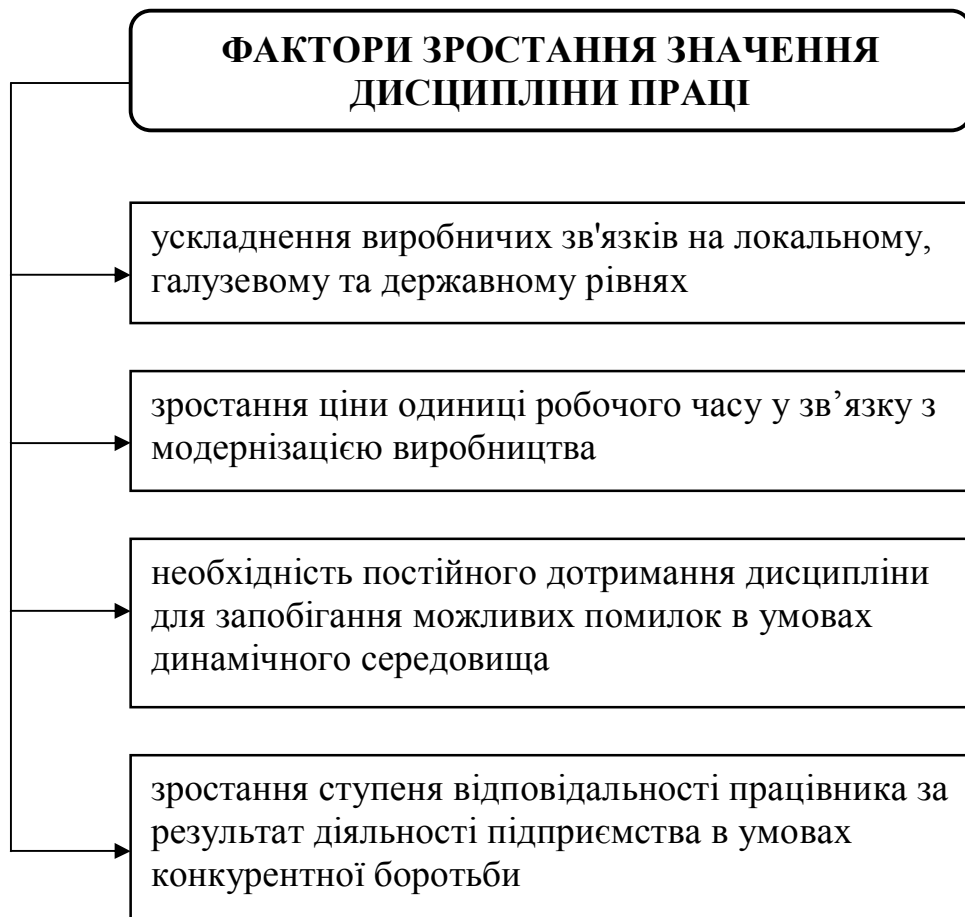 ФАКТОРИ ЗРОСТАННЯ ЗНАЧЕННЯ
ДИСЦИПЛІНИ ПРАЦІ
ускладнення виробничих зв'язків на локальному,
галузевому та державному рівнях
зростання ціни одиниці робочого часу у зв’язку з
модернізацією виробництва
необхідність постійного дотримання дисципліни
для запобігання можливих помилок в умовах
динамічного середовища
зростання ступеня відповідальності працівника за
результат діяльності підприємства в умовах
конкурентної боротьби